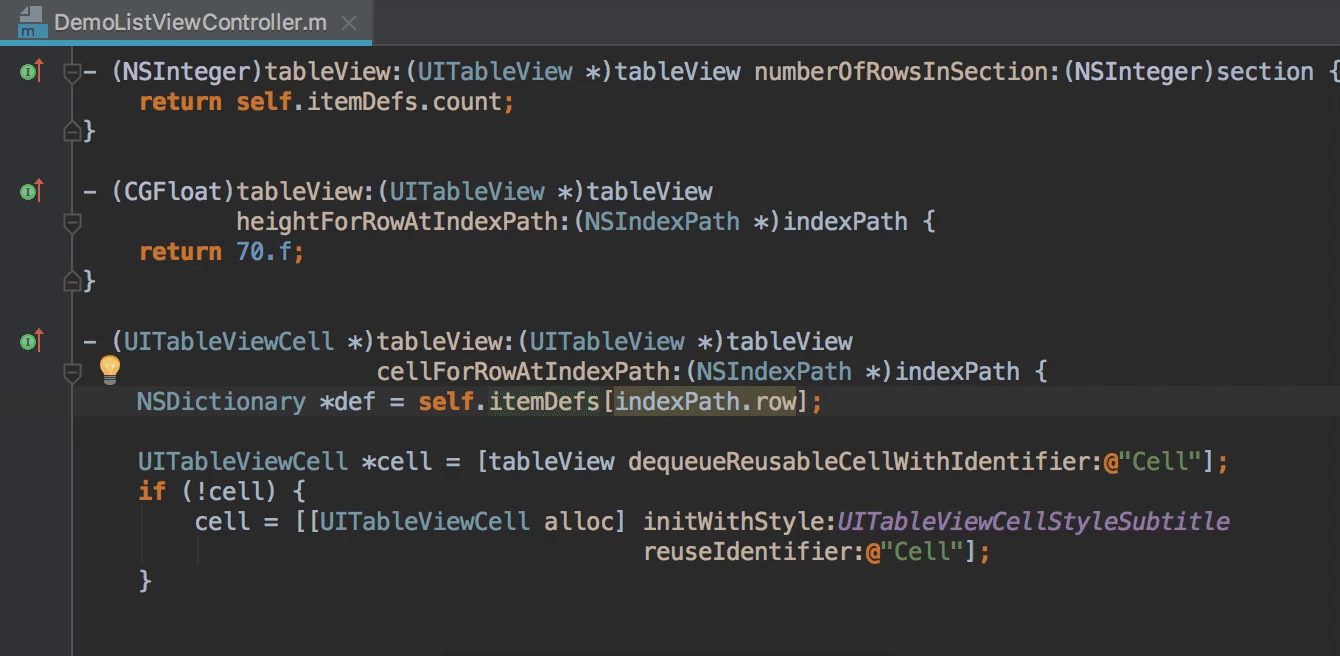 DemoListViewController.m
- (NSInteger)tableView:(UITableView *)tableView numberOfRowsInSection:(NSInteger)section {
return self.itemDefs.count;
}
- (CGFloat)tableView:(UITableView *)tableView
heightForRowAtIndexPath:(NSIndexPath *)indexPath {
return 70.f;
}
- (UITableViewCell *)tableView:(UITableView *)tableView
cellForRowAtIndexPath:(NSIndexPath *)indexPath {
NSDictionary *def = self.itemDefs[indexPath.row];
UITableViewCell *cell = [tableView dequeueReusableCellWithIdentifier:@"Cell"];
if (!cell) {
cell = [[UITableViewCell alloc] initWithStyle:UITableViewCellStyleSubtitle
reuseIdentifier:@"Cell"];
}